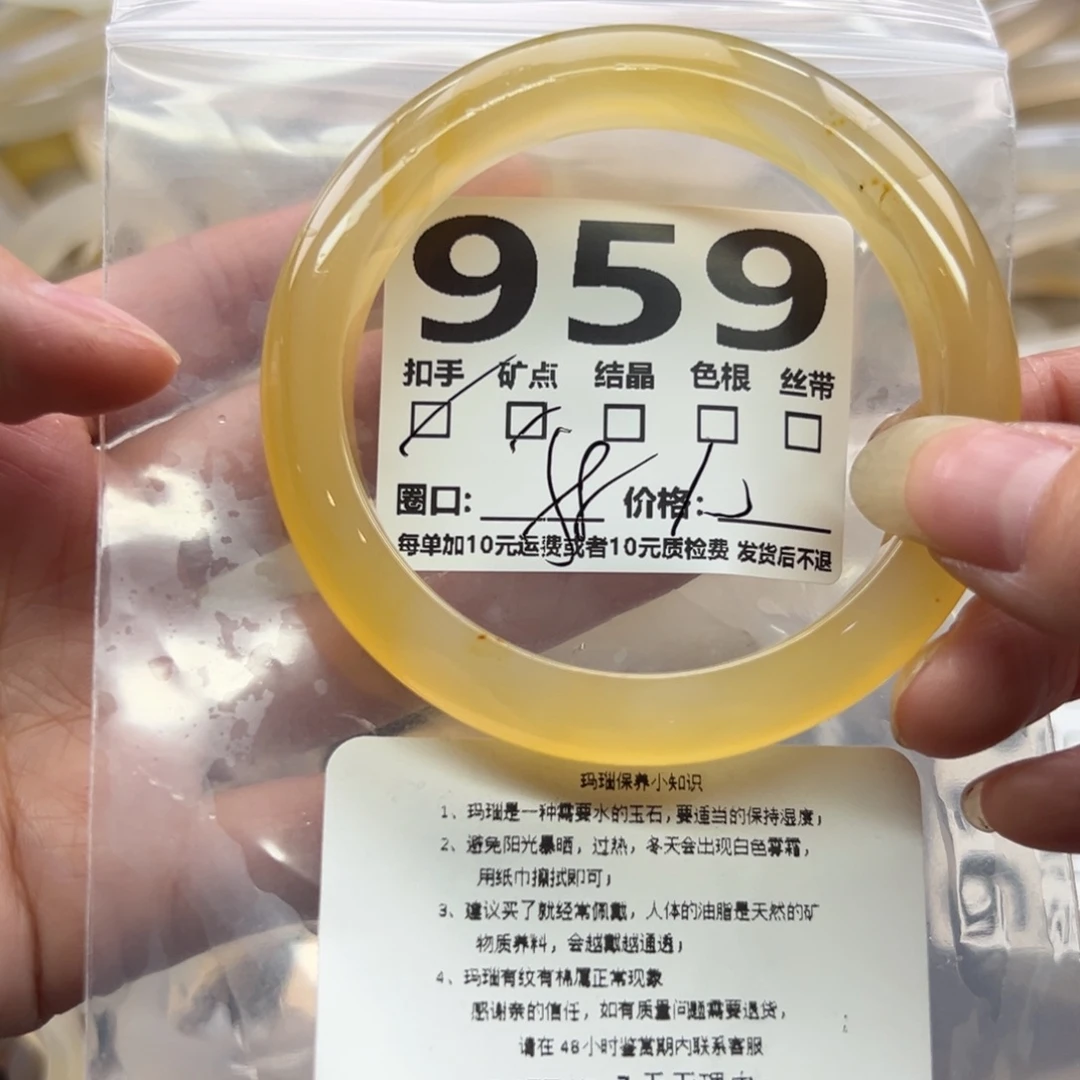 959
扣手 矿点 结晶 色根 丝带
圈口: 价格:
每单加10元运费或者10元质检费 发货后不退
玛瑙保养小知识
1、玛瑙是一种需要水的玉石,要适当的保持湿度;
2、避免阳光暴晒，过热，冬天会出现白色雾霜，
用纸巾擦拭即可;
3、建议买了就经常佩戴，人体的油脂是天然的矿
物质养料，会越戴越通透;
4、玛瑙有纹有棉属正常现象
感谢亲的信任，如有质量问题需要退货，
请在 48小时鉴赏期内联系客服